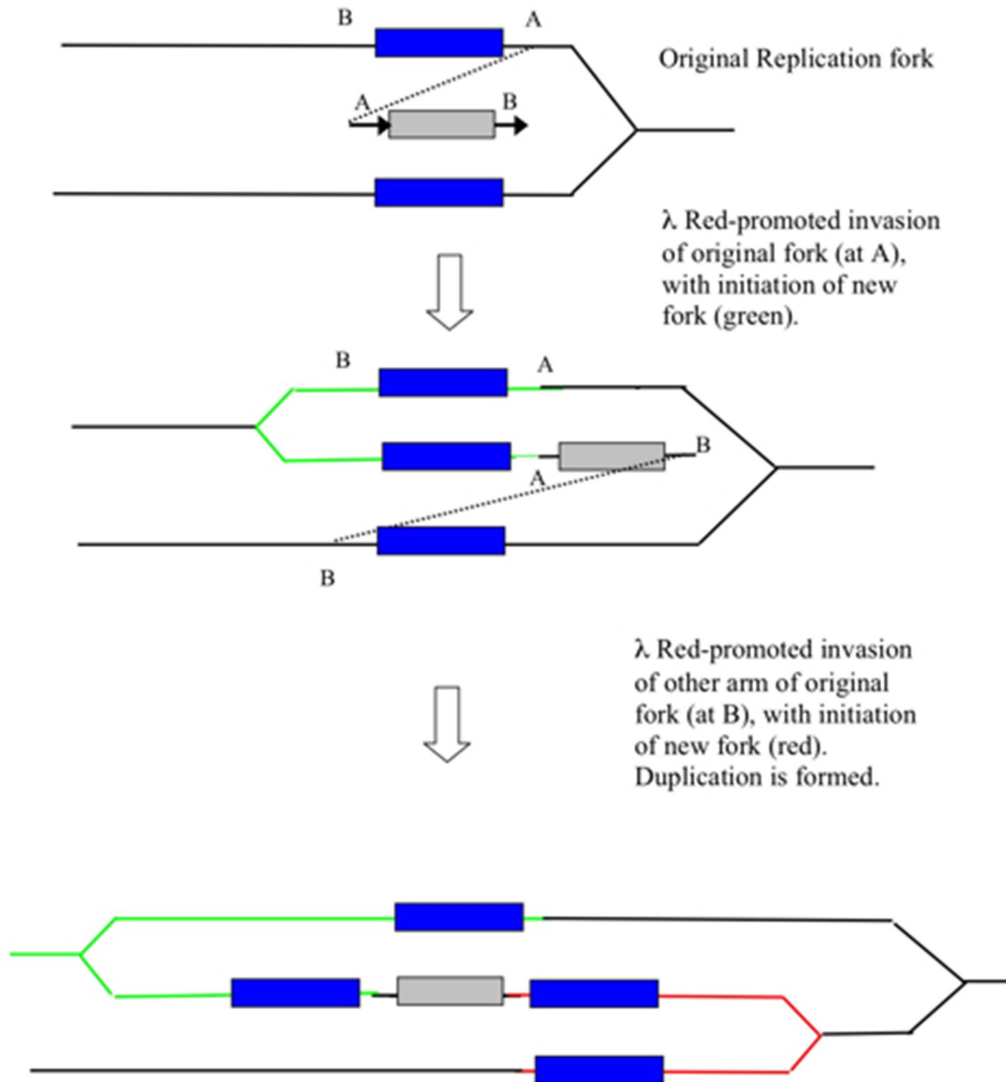 B
A
Original Replication fork
A
B
λ Red-promoted invasion
of original fork (at A),
with initiation of new
fork (green).
B
A
B
A
B
λ Red-promoted invasion
of other arm of original
fork (at B), with initiation
of new fork (red).
Duplication is formed.